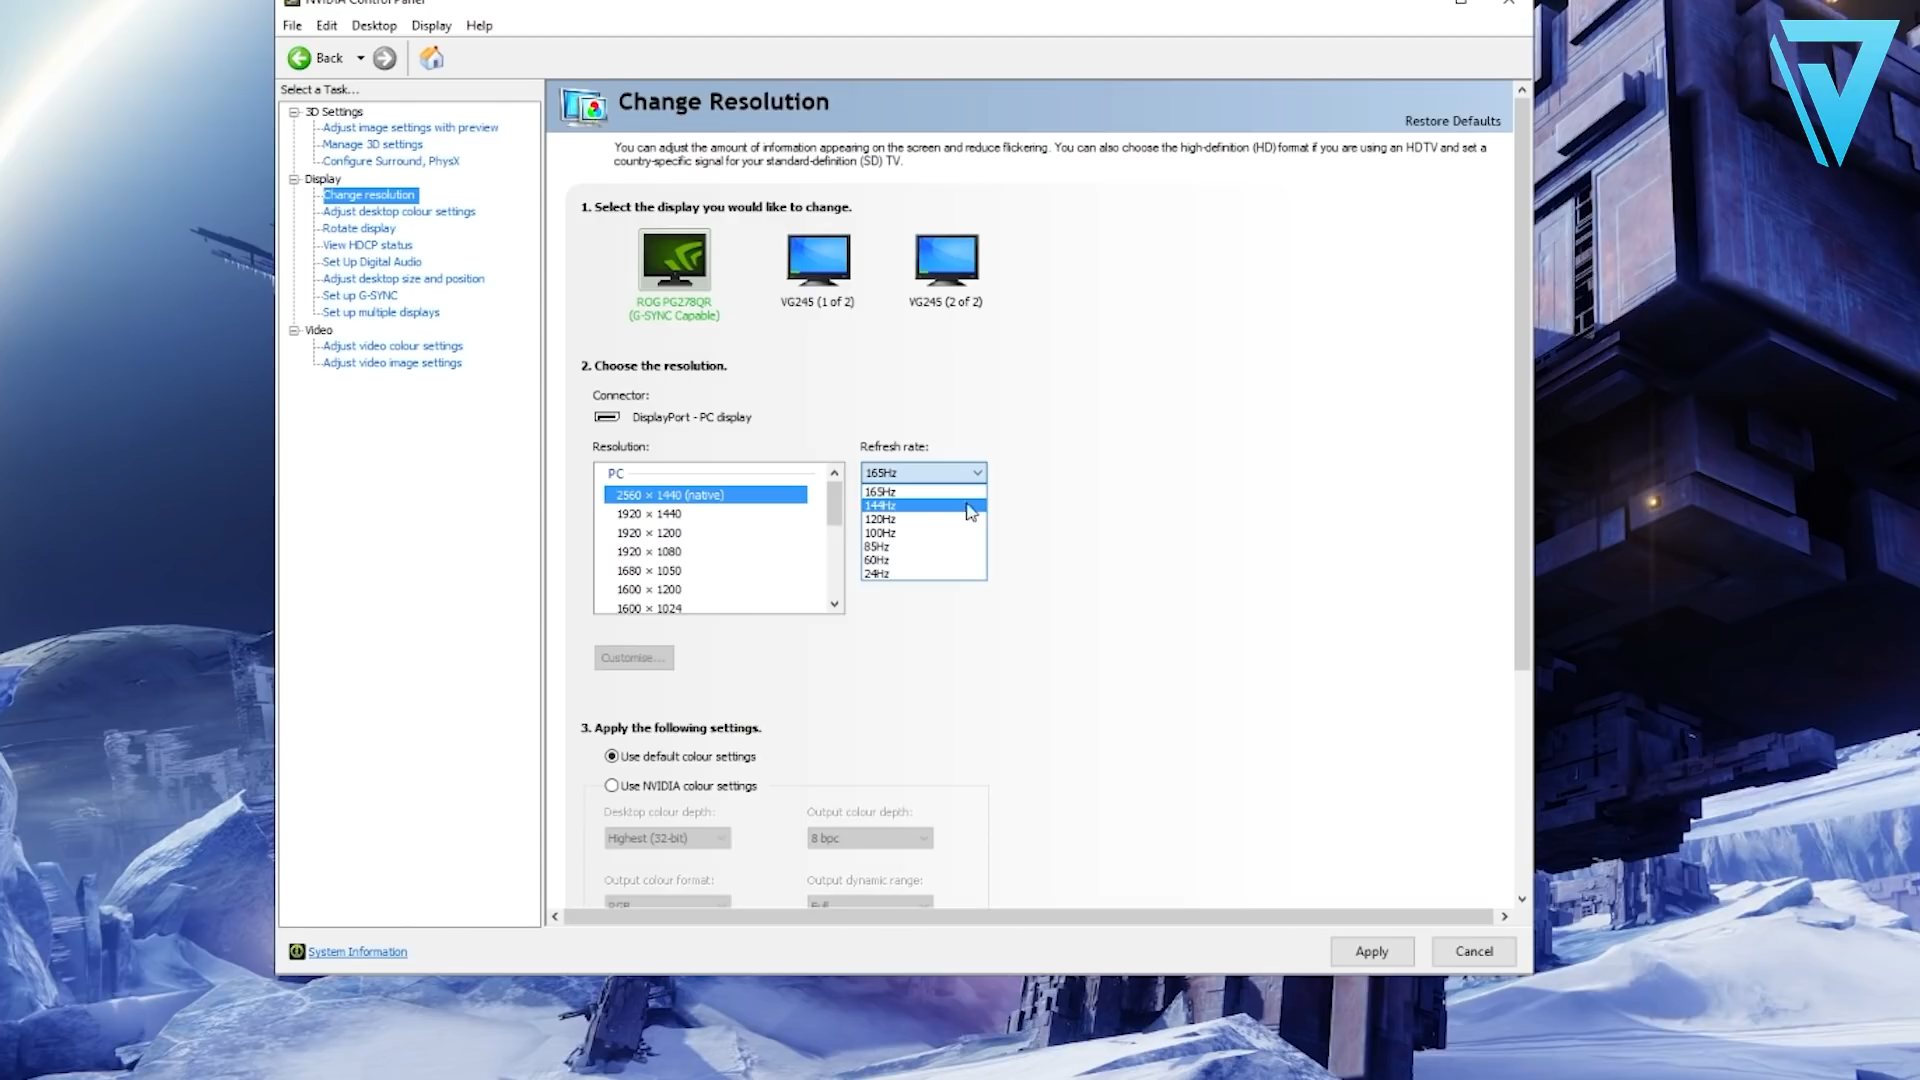 NVIDIA Control Panel
File Edit Desktop Display Help
Back
Select a Task...
3D Settings
Adjust image settings with preview
Manage 3D settings
Configure Surround, PhysX
Display
Change resolution
Adjust desktop colour settings
Rotate display
View HDCP status
Set Up Digital Audio
Adjust desktop size and position
Set up G-SYNC
Set up multiple displays
Video
Adjust video colour settings
Adjust video image settings
System Information
Change Resolution
Restore Defaults
You can adjust the amount of information appearing on the screen and reduce flickering. You can also choose the high-definition (HD) format if you are using an HDTV and set a
country-specific signal for your standard-definition (SD) TV.
1. Select the display you would like to change.
ROG PG278QR
(G-SYNC Capable)
VG245 (1 of 2)
VG245 (2 of 2)
2. Choose the resolution.
Connector:
DisplayPort - PC display
Resolution:
PC
2560 × 1440 (native)
1920 × 1440
1920 × 1200
1920 × 1080
1680 × 1050
1600 × 1200
1600 × 1024
Refresh rate:
165Hz
165Hz
144Hz
120Hz
100Hz
85Hz
60Hz
24Hz
Customise...
3. Apply the following settings.
Use default colour settings
Use NVIDIA colour settings
Desktop colour depth:
Highest (32-bit)
Output colour depth:
8 bpc
Output colour format:
RGB
Output dynamic range:
Full
Apply
Cancel